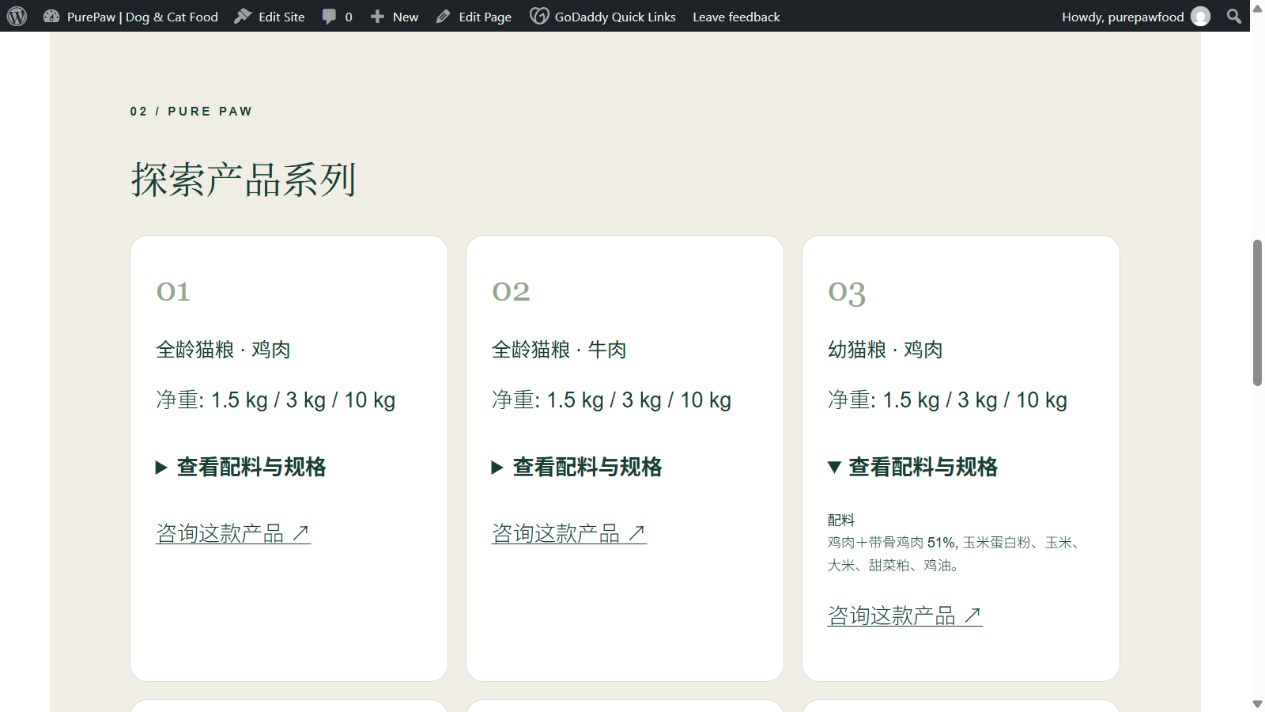 PurePaw | Dog & Cat Food
Edit Site
0
New
Edit Page
GoDaddy Quick Links
Leave feedback
Howdy, purepawfood
02 / PURE PAW
探索产品系列
01
全龄猫粮 · 鸡肉
净重: 1.5 kg / 3 kg / 10 kg
▶ 查看配料与规格
咨询这款产品 ↗
02
全龄猫粮 · 牛肉
净重: 1.5 kg / 3 kg / 10 kg
▶ 查看配料与规格
咨询这款产品 ↗
03
幼猫粮 · 鸡肉
净重: 1.5 kg / 3 kg / 10 kg
▼ 查看配料与规格
配料
鸡肉＋带骨鸡肉 51%, 玉米蛋白粉、玉米、
大米、甜菜粕、鸡油。
咨询这款产品 ↗